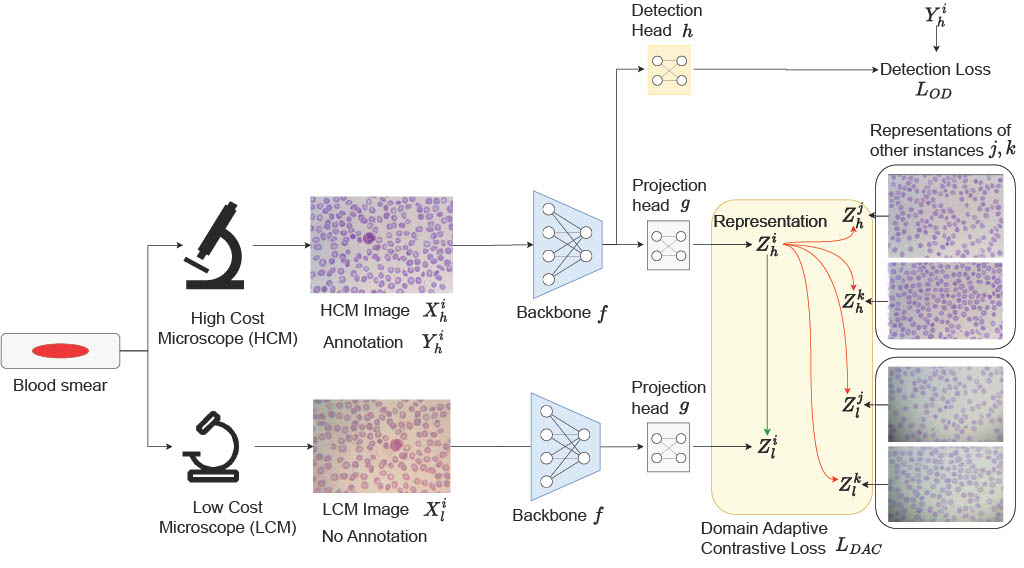 Detection
Head h
Y_h^i
Detection Loss
L_{OD}
Representations of
other instances j, k
Projection
head g
Representation
Z_h^i
Z_h^j
Z_h^k
High Cost
Microscope (HCM)
HCM Image X_h^i
Annotation Y_h^i
Backbone f
Blood smear
Projection
head g
Z_l^i
Z_l^j
Z_l^k
Low Cost
Microscope (LCM)
LCM Image X_l^i
No Annotation
Backbone f
Domain Adaptive
Contrastive Loss L_{DAC}